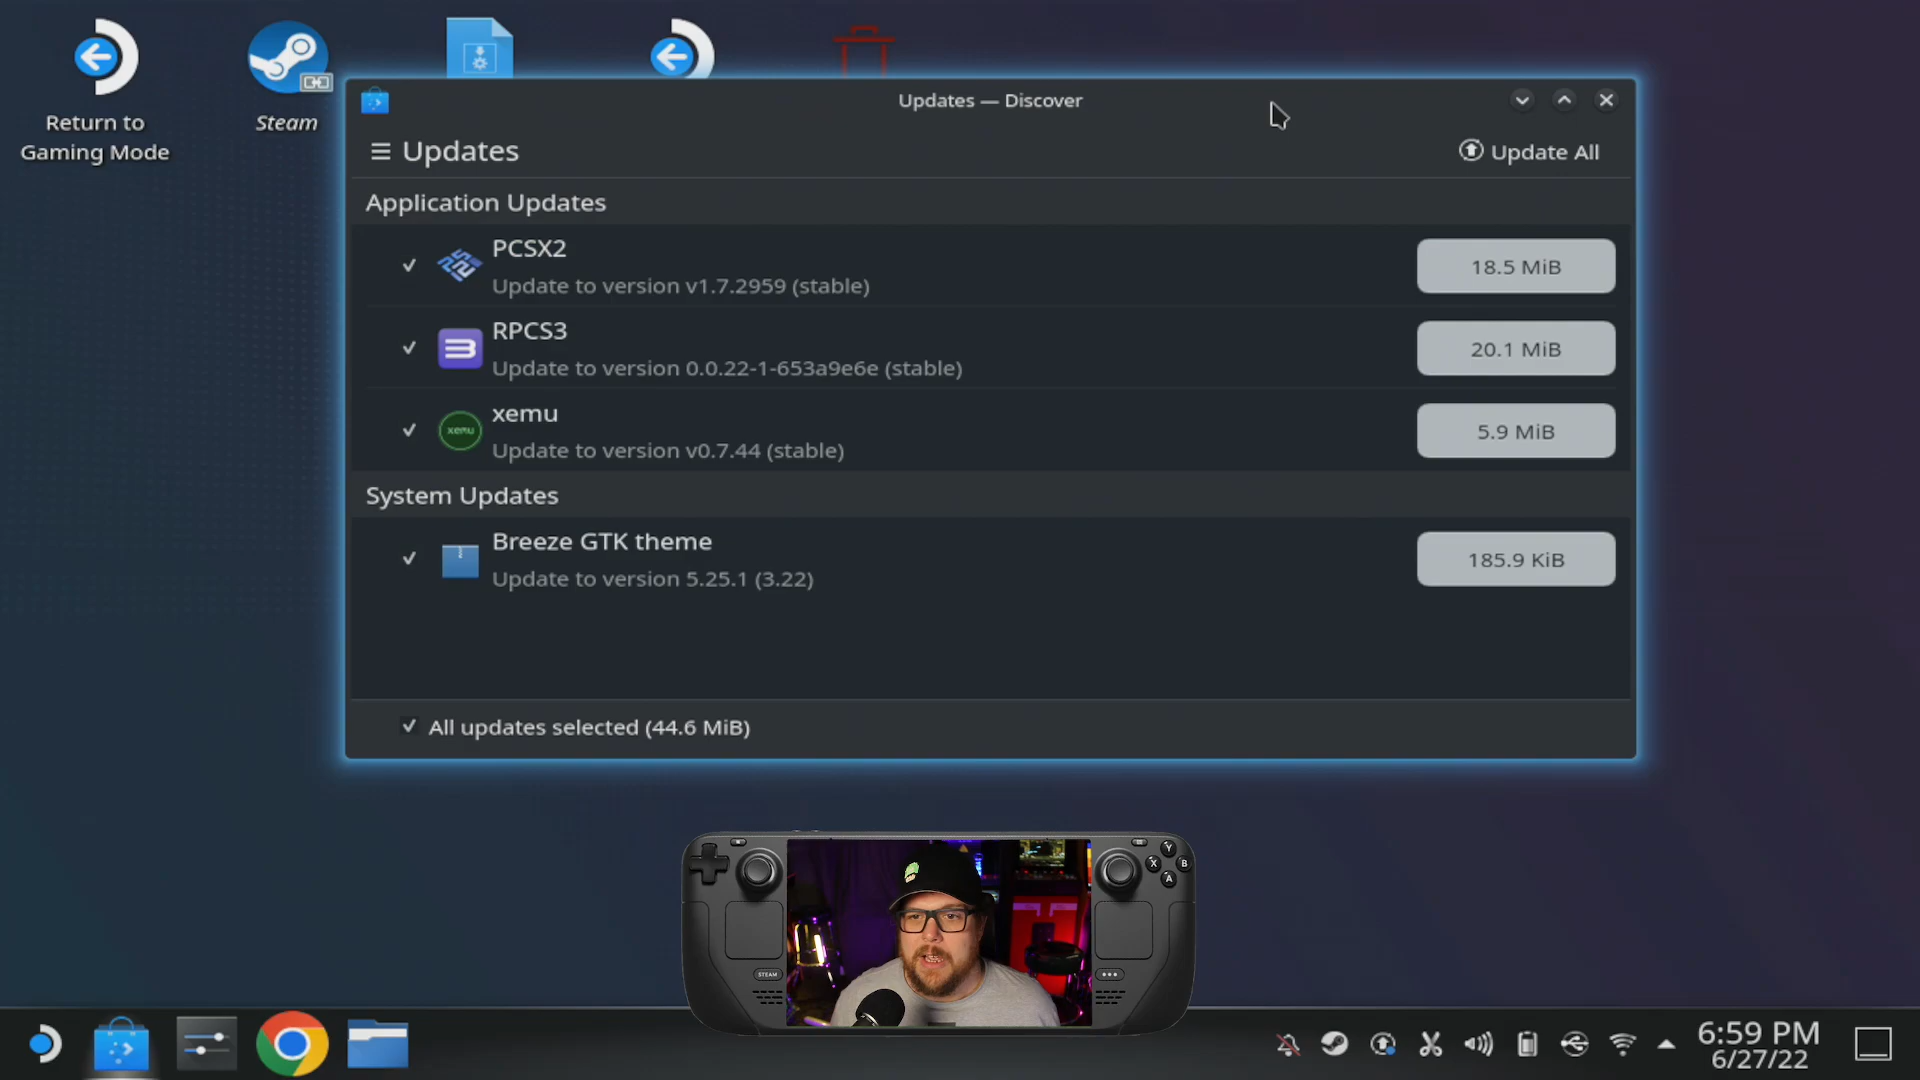 Return to
Gaming Mode
Steam
Updates — Discover
Updates
Update All
Application Updates
PCSX2
Update to version v1.7.2959 (stable)
18.5 MiB
RPCS3
Update to version 0.0.22-1-653a9e6e (stable)
20.1 MiB
xemu
xemu
Update to version v0.7.44 (stable)
5.9 MiB
System Updates
Breeze GTK theme
Update to version 5.25.1 (3.22)
185.9 KiB
All updates selected (44.6 MiB)
Y
X B
A
STEAM
6:59 PM
6/27/22